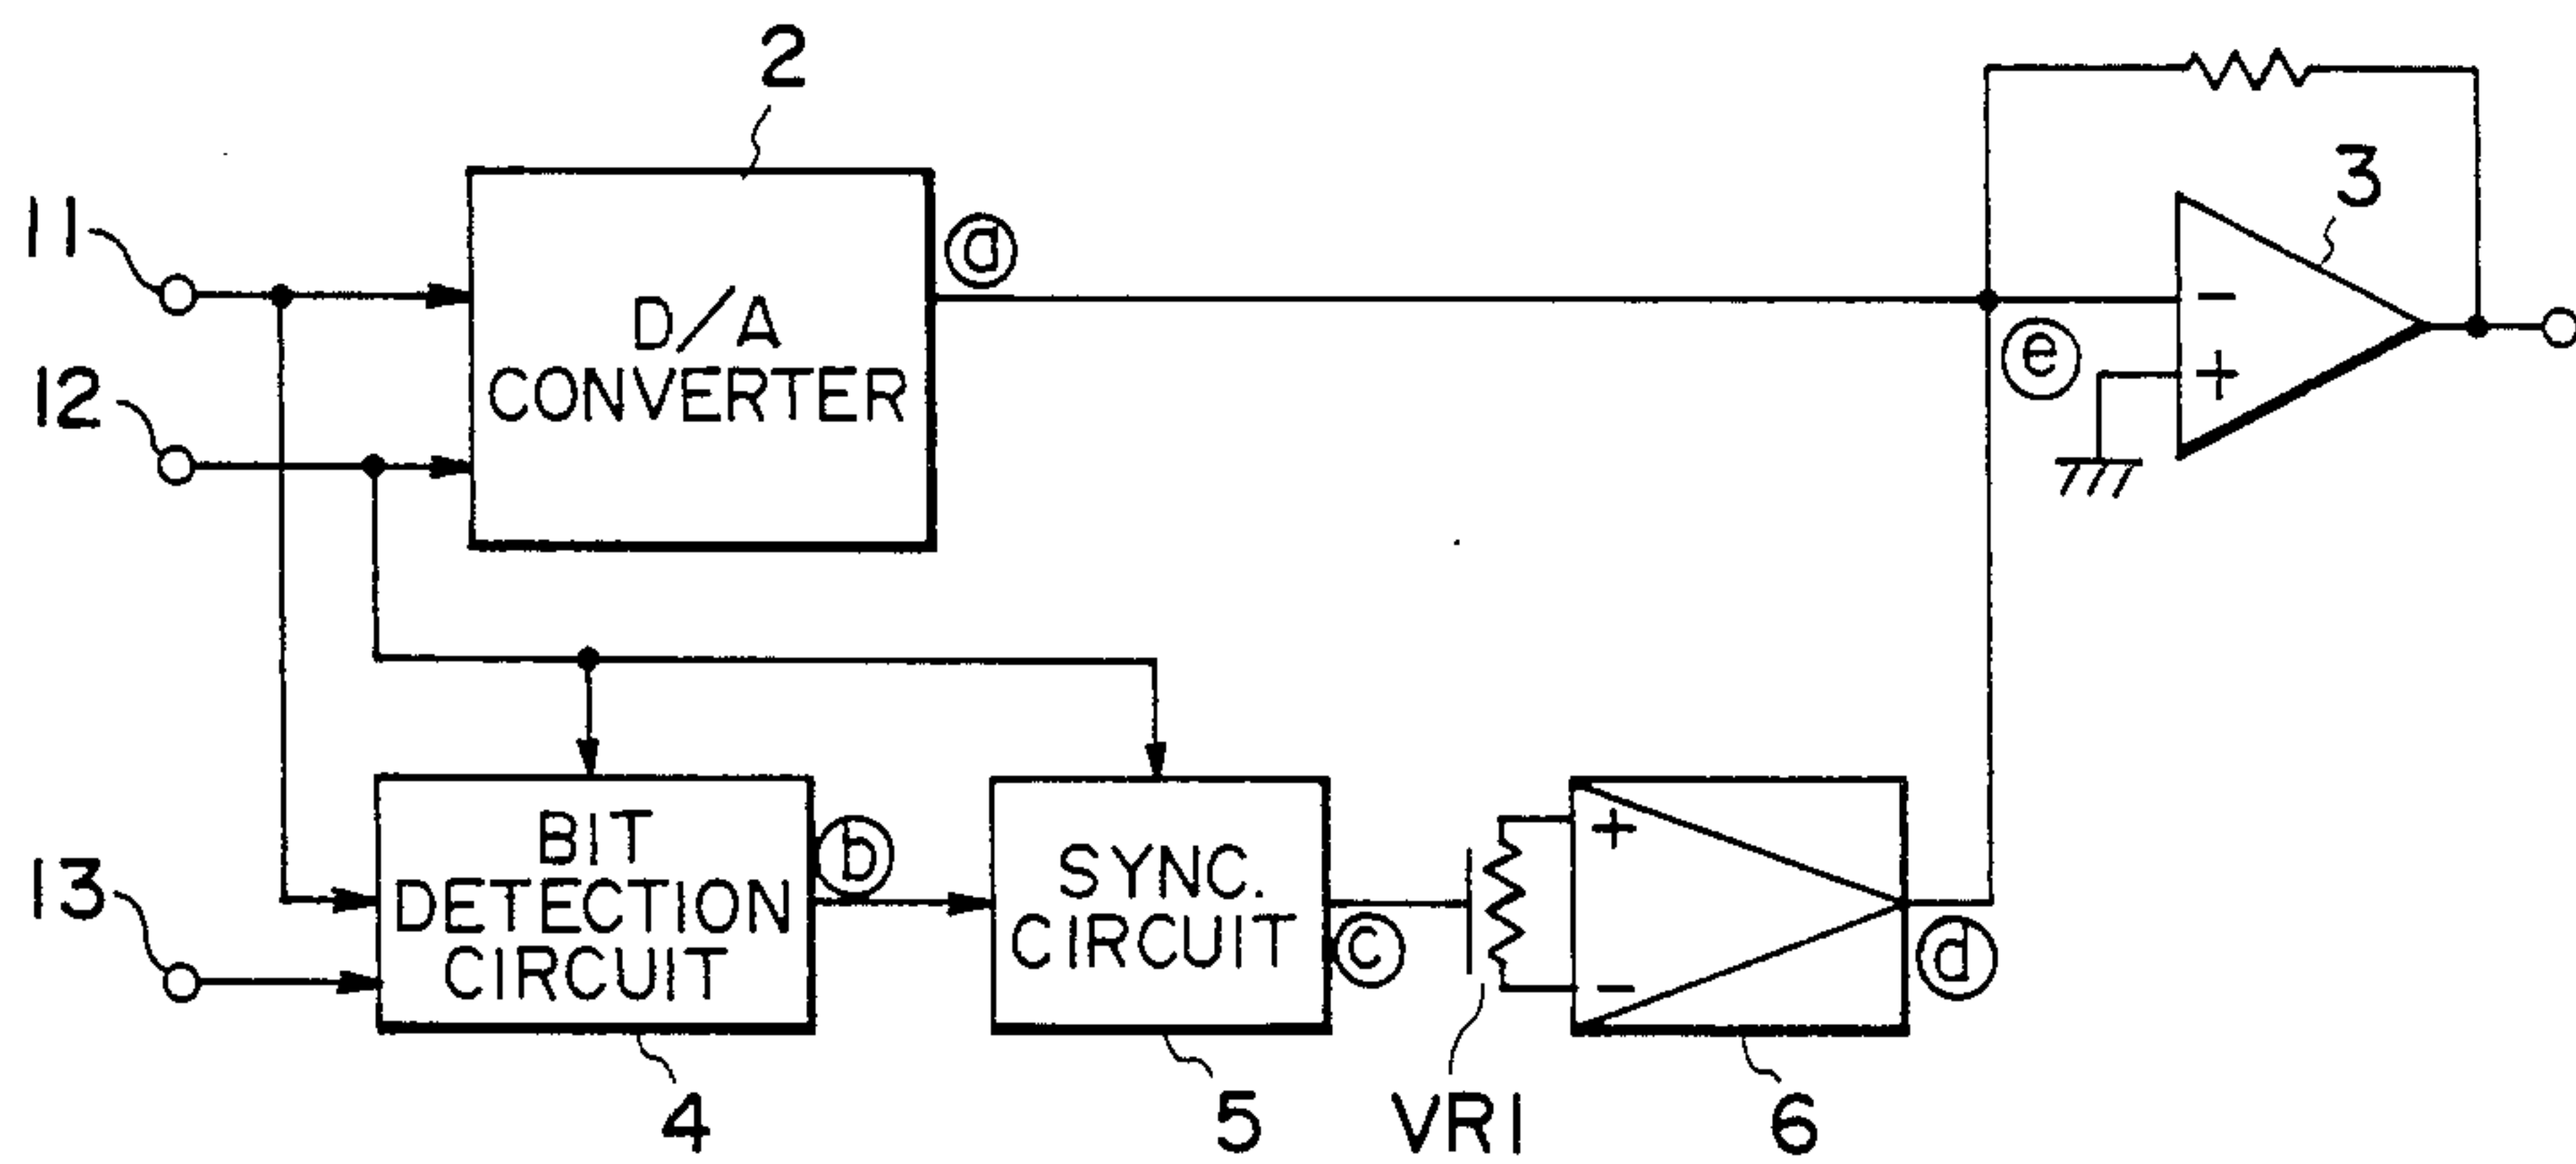 2
11
12
D/A
CONVERTER
ⓐ
3
−
+
ⓔ
13
BIT
DETECTION
CIRCUIT
ⓑ
SYNC.
CIRCUIT
ⓒ
+
−
ⓓ
4
5
VR1
6